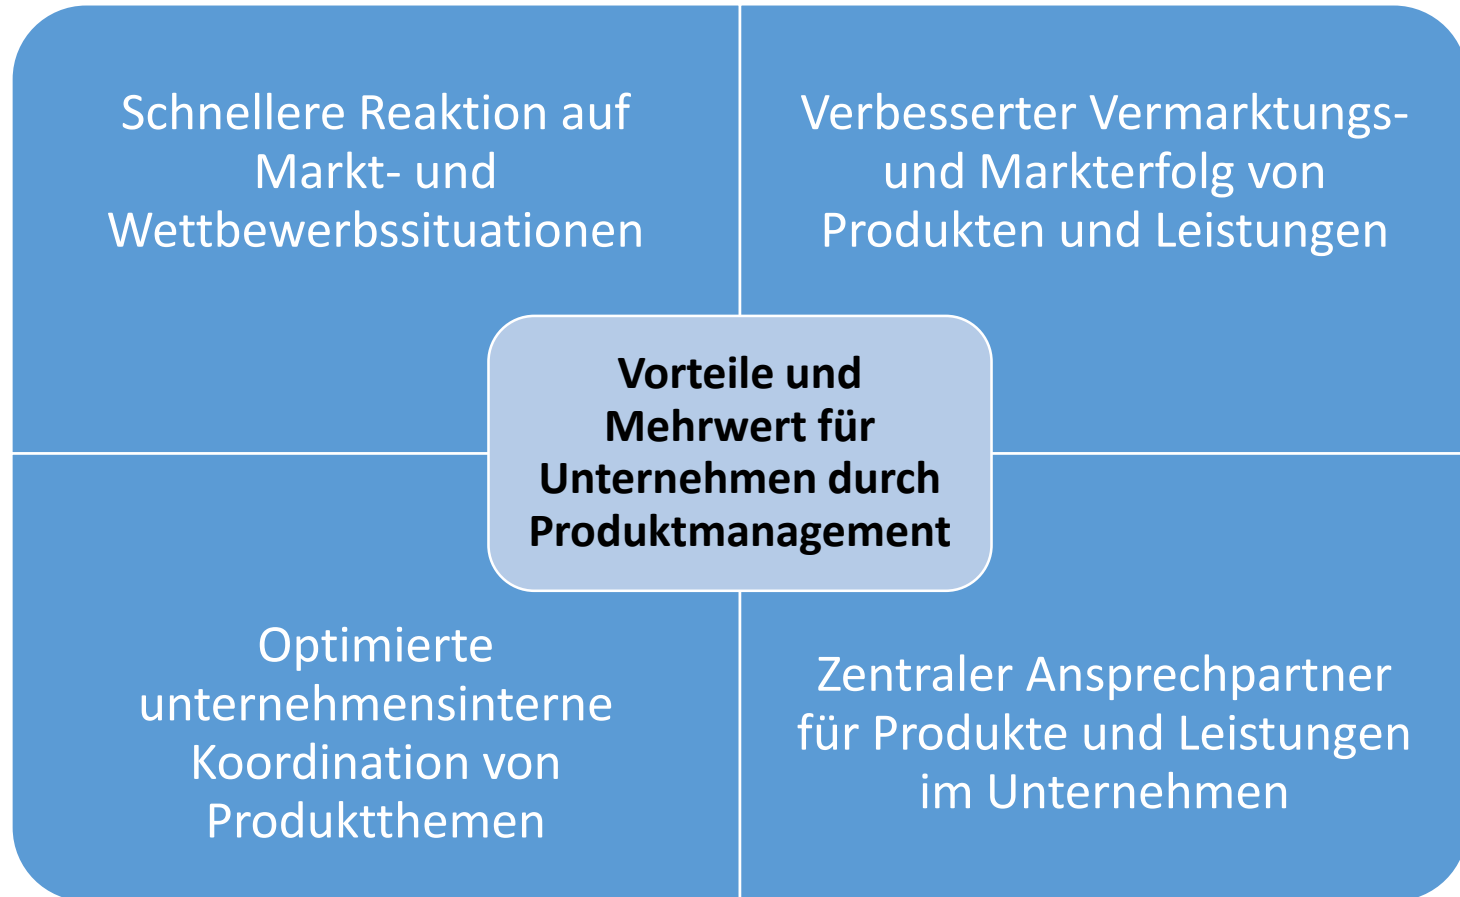 Schnellere Reaktion auf
Markt- und
Wettbewerbssituationen
Verbesserter Vermarktungs-
und Markterfolg von
Produkten und Leistungen
Vorteile und
Mehrwert für
Unternehmen durch
Produktmanagement
Optimierte
unternehmensinterne
Koordination von
Produktthemen
Zentraler Ansprechpartner
für Produkte und Leistungen
im Unternehmen